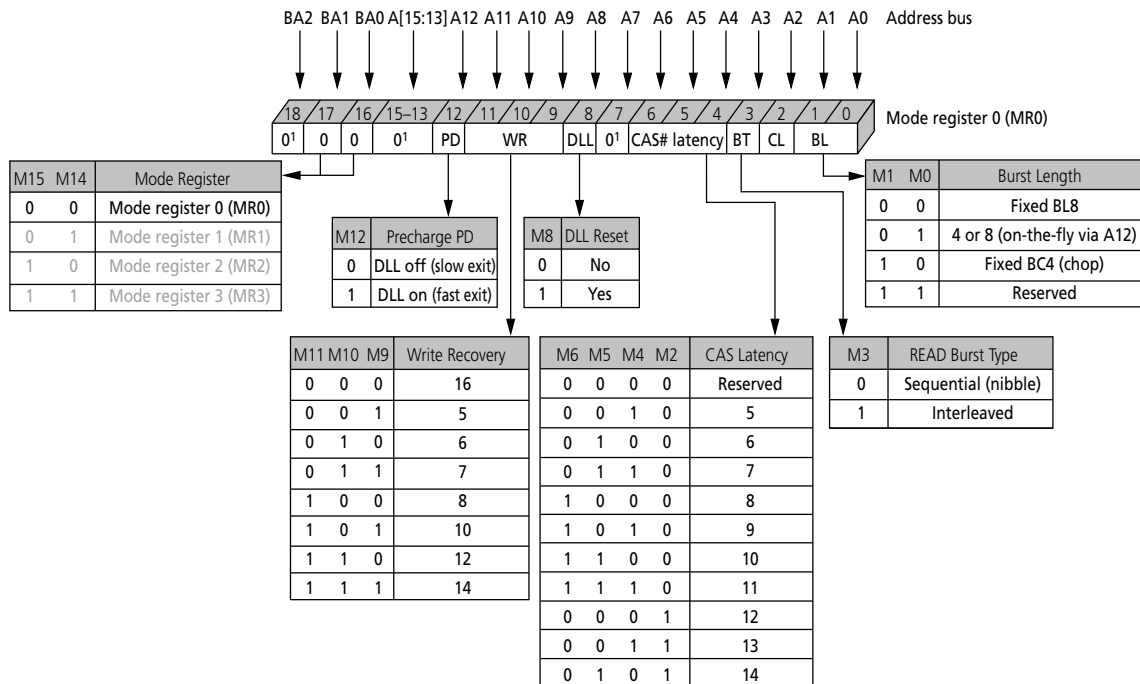 BA2 BA1 BA0 A[15:13] A12 A11 A10 A9 A8 A7 A6 A5 A4 A3 A2 A1 A0 Address bus
18 17 16 15–13 12 11 10 9 8 7 6 5 4 3 2 1 0 Mode register 0 (MR0)
0¹ 0 0 0¹ PD WR DLL 0¹ CAS# latency BT CL BL
M15 M14 Mode Register
0 0 Mode register 0 (MR0)
0 1 Mode register 1 (MR1)
1 0 Mode register 2 (MR2)
1 1 Mode register 3 (MR3)
M12 Precharge PD
0 DLL off (slow exit)
1 DLL on (fast exit)
M8 DLL Reset
0 No
1 Yes
M1 M0 Burst Length
0 0 Fixed BL8
0 1 4 or 8 (on-the-fly via A12)
1 0 Fixed BC4 (chop)
1 1 Reserved
M11 M10 M9 Write Recovery
0 0 0 16
0 0 1 5
0 1 0 6
0 1 1 7
1 0 0 8
1 0 1 10
1 1 0 12
1 1 1 14
M6 M5 M4 M2 CAS Latency
0 0 0 0 Reserved
0 0 1 0 5
0 1 0 0 6
0 1 1 0 7
1 0 0 0 8
1 0 1 0 9
1 1 0 0 10
1 1 1 0 11
0 0 0 1 12
0 0 1 1 13
0 1 0 1 14
M3 READ Burst Type
0 Sequential (nibble)
1 Interleaved